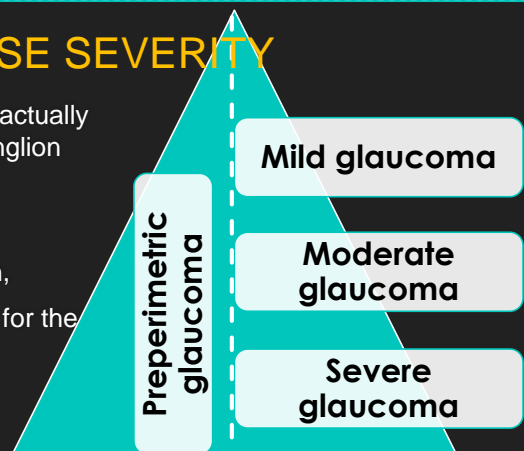 SE SEVERITY
actually
nglion
,
for the
Preperimetric
glaucoma
Mild glaucoma
Moderate
glaucoma
Severe
glaucoma